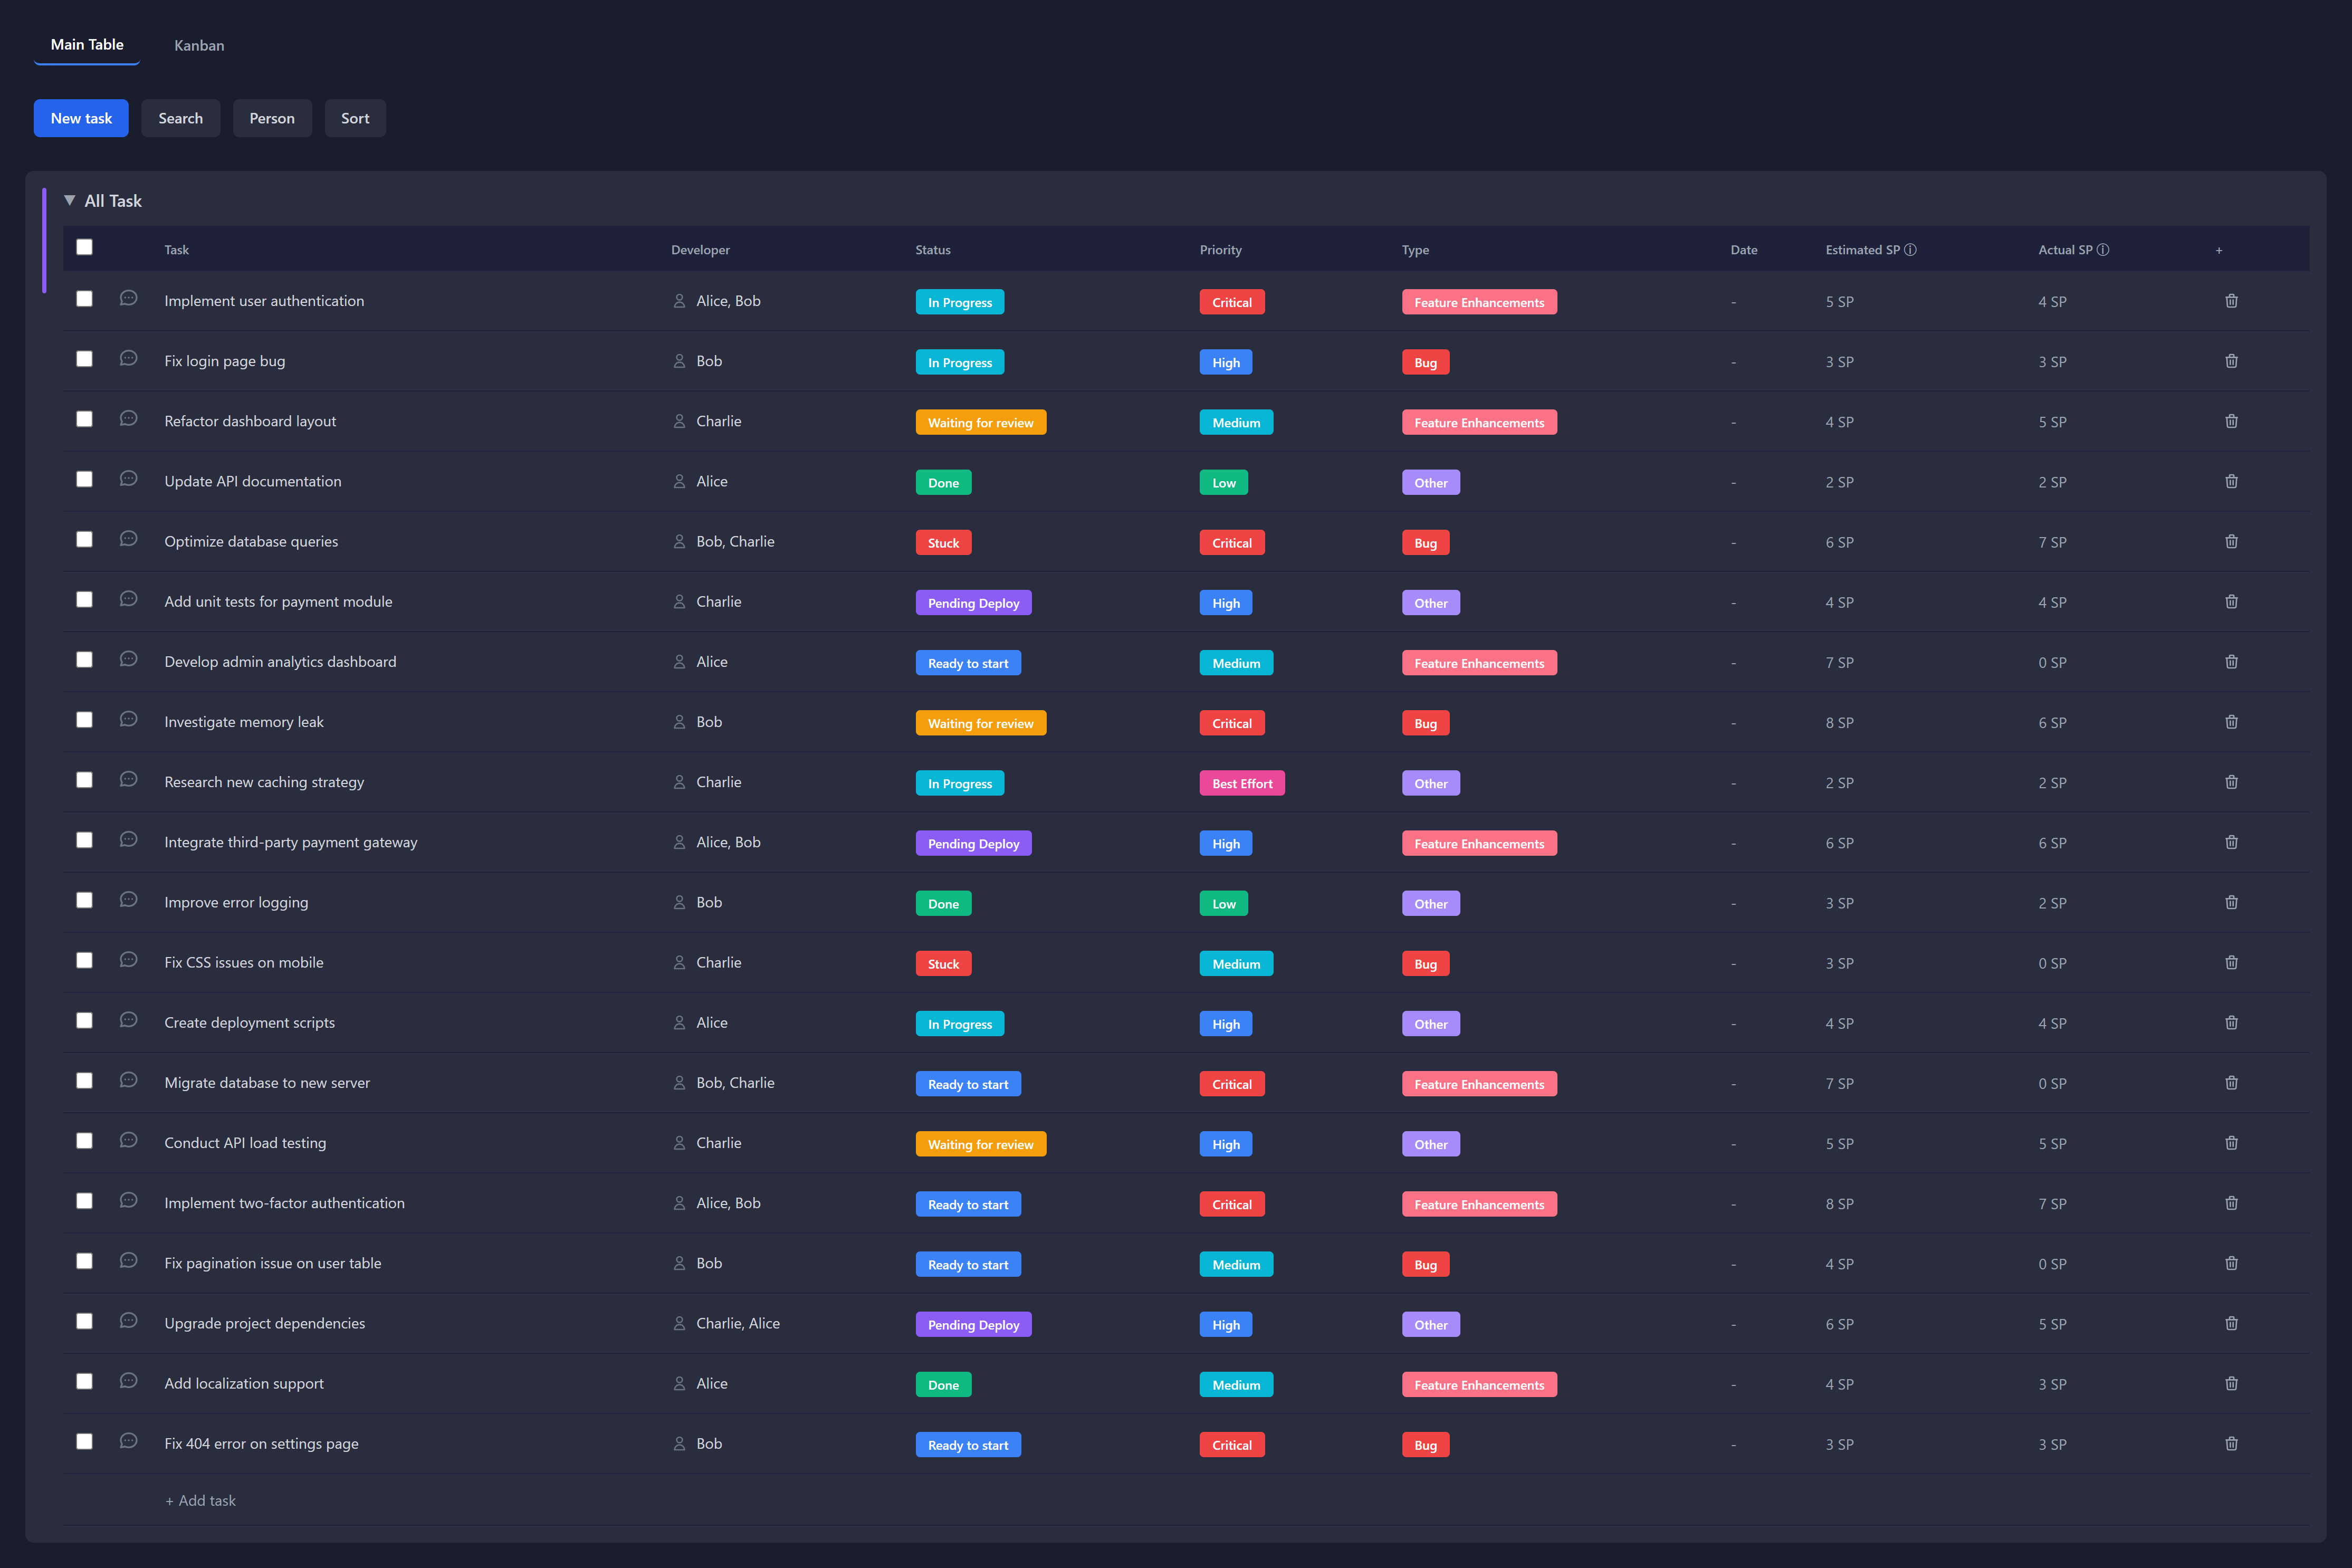 Main Table Kanban
New task Search Person Sort
▼ All Task
Task Developer Status Priority Type Date Estimated SP ⓘ Actual SP ⓘ +
Implement user authentication Alice, Bob In Progress Critical Feature Enhancements - 5 SP 4 SP
Fix login page bug Bob In Progress High Bug - 3 SP 3 SP
Refactor dashboard layout Charlie Waiting for review Medium Feature Enhancements - 4 SP 5 SP
Update API documentation Alice Done Low Other - 2 SP 2 SP
Optimize database queries Bob, Charlie Stuck Critical Bug - 6 SP 7 SP
Add unit tests for payment module Charlie Pending Deploy High Other - 4 SP 4 SP
Develop admin analytics dashboard Alice Ready to start Medium Feature Enhancements - 7 SP 0 SP
Investigate memory leak Bob Waiting for review Critical Bug - 8 SP 6 SP
Research new caching strategy Charlie In Progress Best Effort Other - 2 SP 2 SP
Integrate third-party payment gateway Alice, Bob Pending Deploy High Feature Enhancements - 6 SP 6 SP
Improve error logging Bob Done Low Other - 3 SP 2 SP
Fix CSS issues on mobile Charlie Stuck Medium Bug - 3 SP 0 SP
Create deployment scripts Alice In Progress High Other - 4 SP 4 SP
Migrate database to new server Bob, Charlie Ready to start Critical Feature Enhancements - 7 SP 0 SP
Conduct API load testing Charlie Waiting for review High Other - 5 SP 5 SP
Implement two-factor authentication Alice, Bob Ready to start Critical Feature Enhancements - 8 SP 7 SP
Fix pagination issue on user table Bob Ready to start Medium Bug - 4 SP 0 SP
Upgrade project dependencies Charlie, Alice Pending Deploy High Other - 6 SP 5 SP
Add localization support Alice Done Medium Feature Enhancements - 4 SP 3 SP
Fix 404 error on settings page Bob Ready to start Critical Bug - 3 SP 3 SP
+ Add task